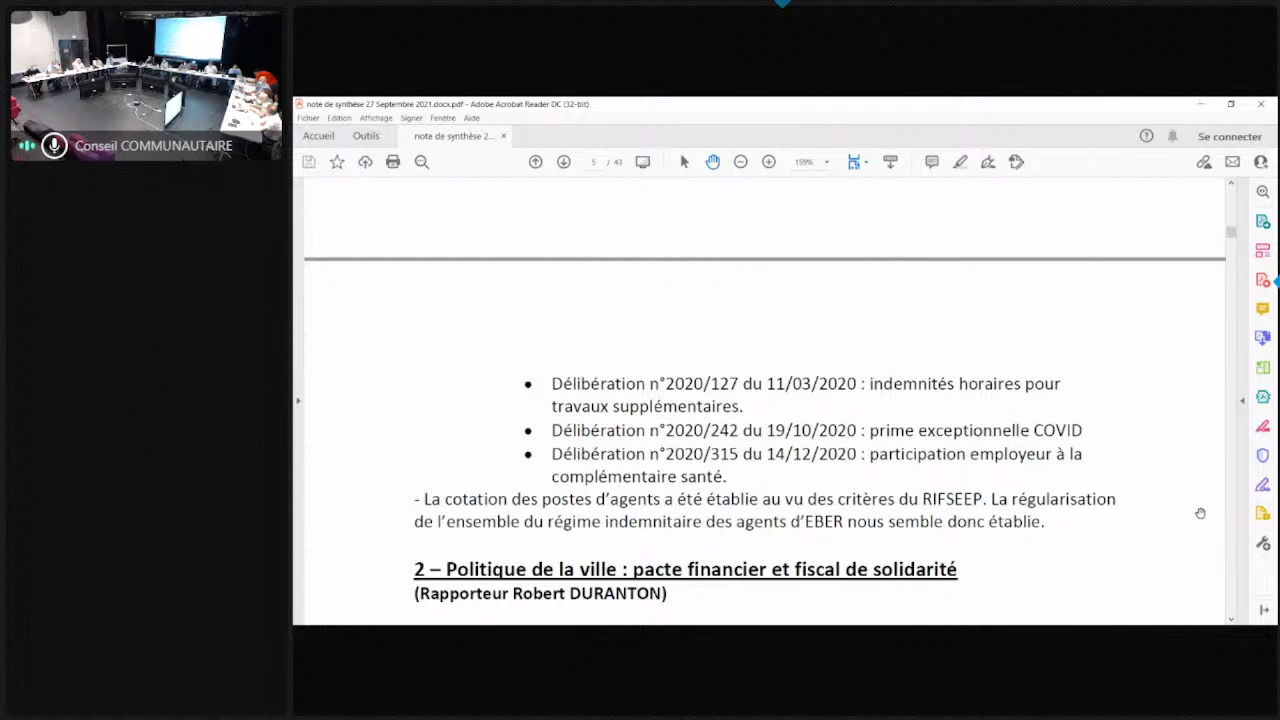 Conseil COMMUNAUTAIRE
note de synthèse 27 Septembre 2021.docx.pdf - Adobe Acrobat Reader DC (32-bit)
Fichier Edition Affichage Signer Fenêtre Aide
Accueil Outils note de synthèse 2... × Se connecter
5 / 43 159%
• Délibération n°2020/127 du 11/03/2020 : indemnités horaires pour
travaux supplémentaires.
• Délibération n°2020/242 du 19/10/2020 : prime exceptionnelle COVID
• Délibération n°2020/315 du 14/12/2020 : participation employeur à la
complémentaire santé.
- La cotation des postes d’agents a été établie au vu des critères du RIFSEEP. La régularisation
de l’ensemble du régime indemnitaire des agents d’EBER nous semble donc établie.
2 – Politique de la ville : pacte financier et fiscal de solidarité
(Rapporteur Robert DURANTON)